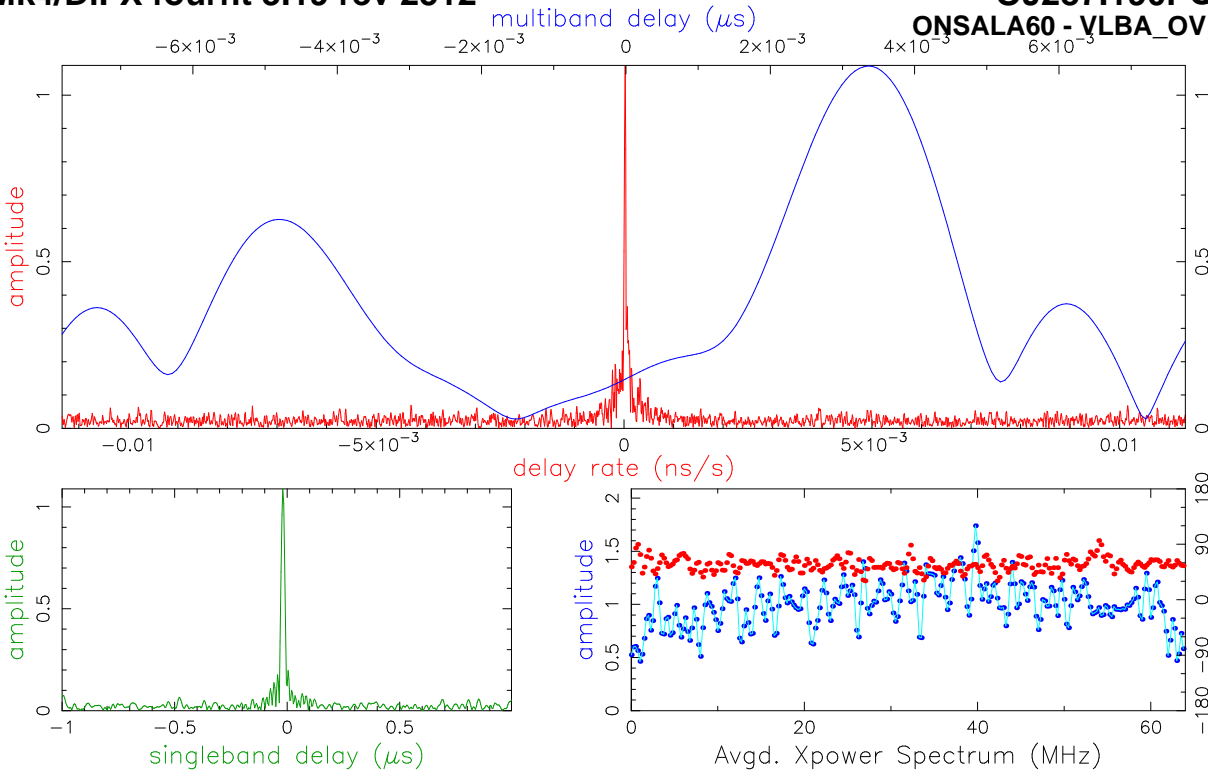 multiband delay (μs)
ONSALA60 - VLBA_OV
−6×10⁻³ −4×10⁻³ −2×10⁻³ 0 2×10⁻³ 4×10⁻³ 6×10⁻³
amplitude
0 0.5 1
0 0.5 1
−0.01 −5×10⁻³ 0 5×10⁻³ 0.01
delay rate (ns/s)
amplitude
0 0.5 1
−1 −0.5 0 0.5
singleband delay (μs)
amplitude
0 0.5 1 1.5 2
−180 −90 0 90 180
0 20 40 60
Avgd. Xpower Spectrum (MHz)